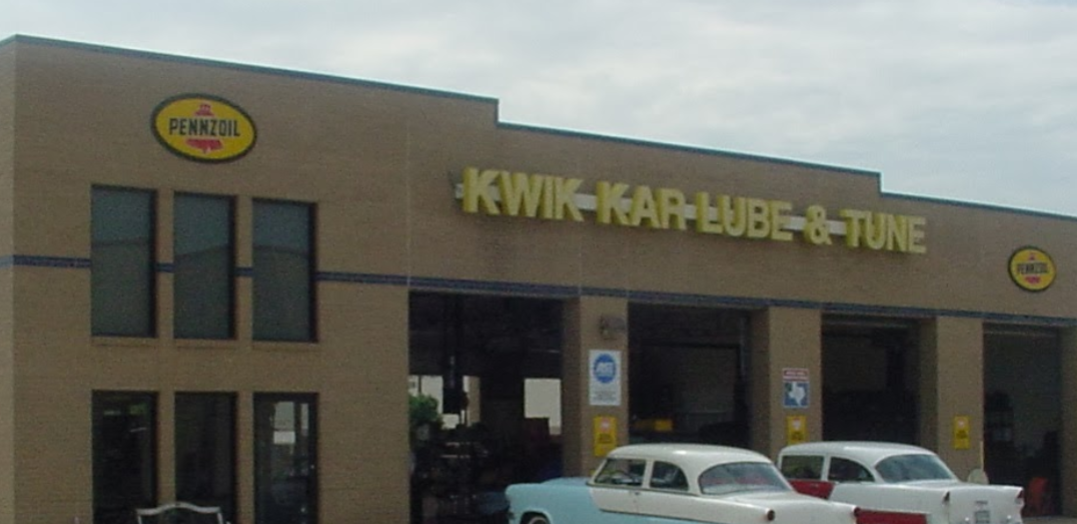 PENNZOIL
KWIK KAR LUBE & TUNE
PENNZOIL